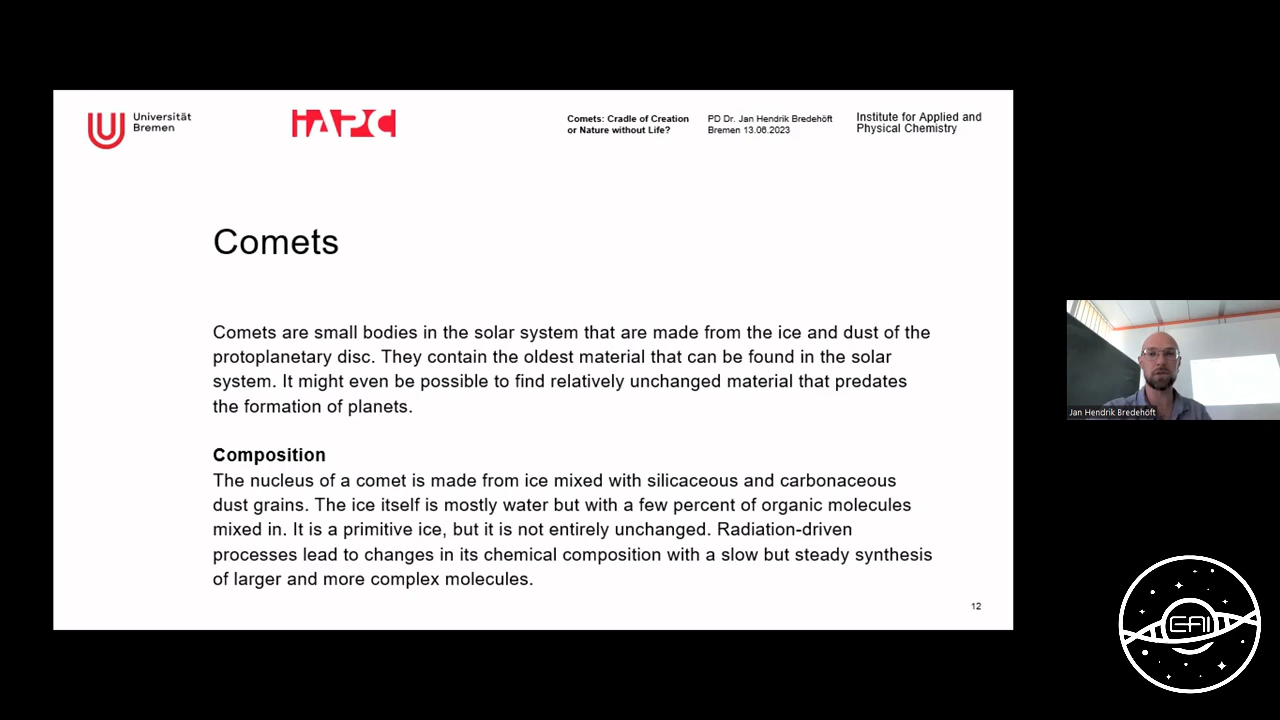 Universität
Bremen
iAPC
Comets: Cradle of Creation
or Nature without Life?
PD Dr. Jan Hendrik Bredehöft
Bremen 13.06.2023
Institute for Applied and
Physical Chemistry
Comets
Comets are small bodies in the solar system that are made from the ice and dust of the
protoplanetary disc. They contain the oldest material that can be found in the solar
system. It might even be possible to find relatively unchanged material that predates
the formation of planets.
Composition
The nucleus of a comet is made from ice mixed with silicaceous and carbonaceous
dust grains. The ice itself is mostly water but with a few percent of organic molecules
mixed in. It is a primitive ice, but it is not entirely unchanged. Radiation-driven
processes lead to changes in its chemical composition with a slow but steady synthesis
of larger and more complex molecules.
12
Jan Hendrik Bredehöft
EAI